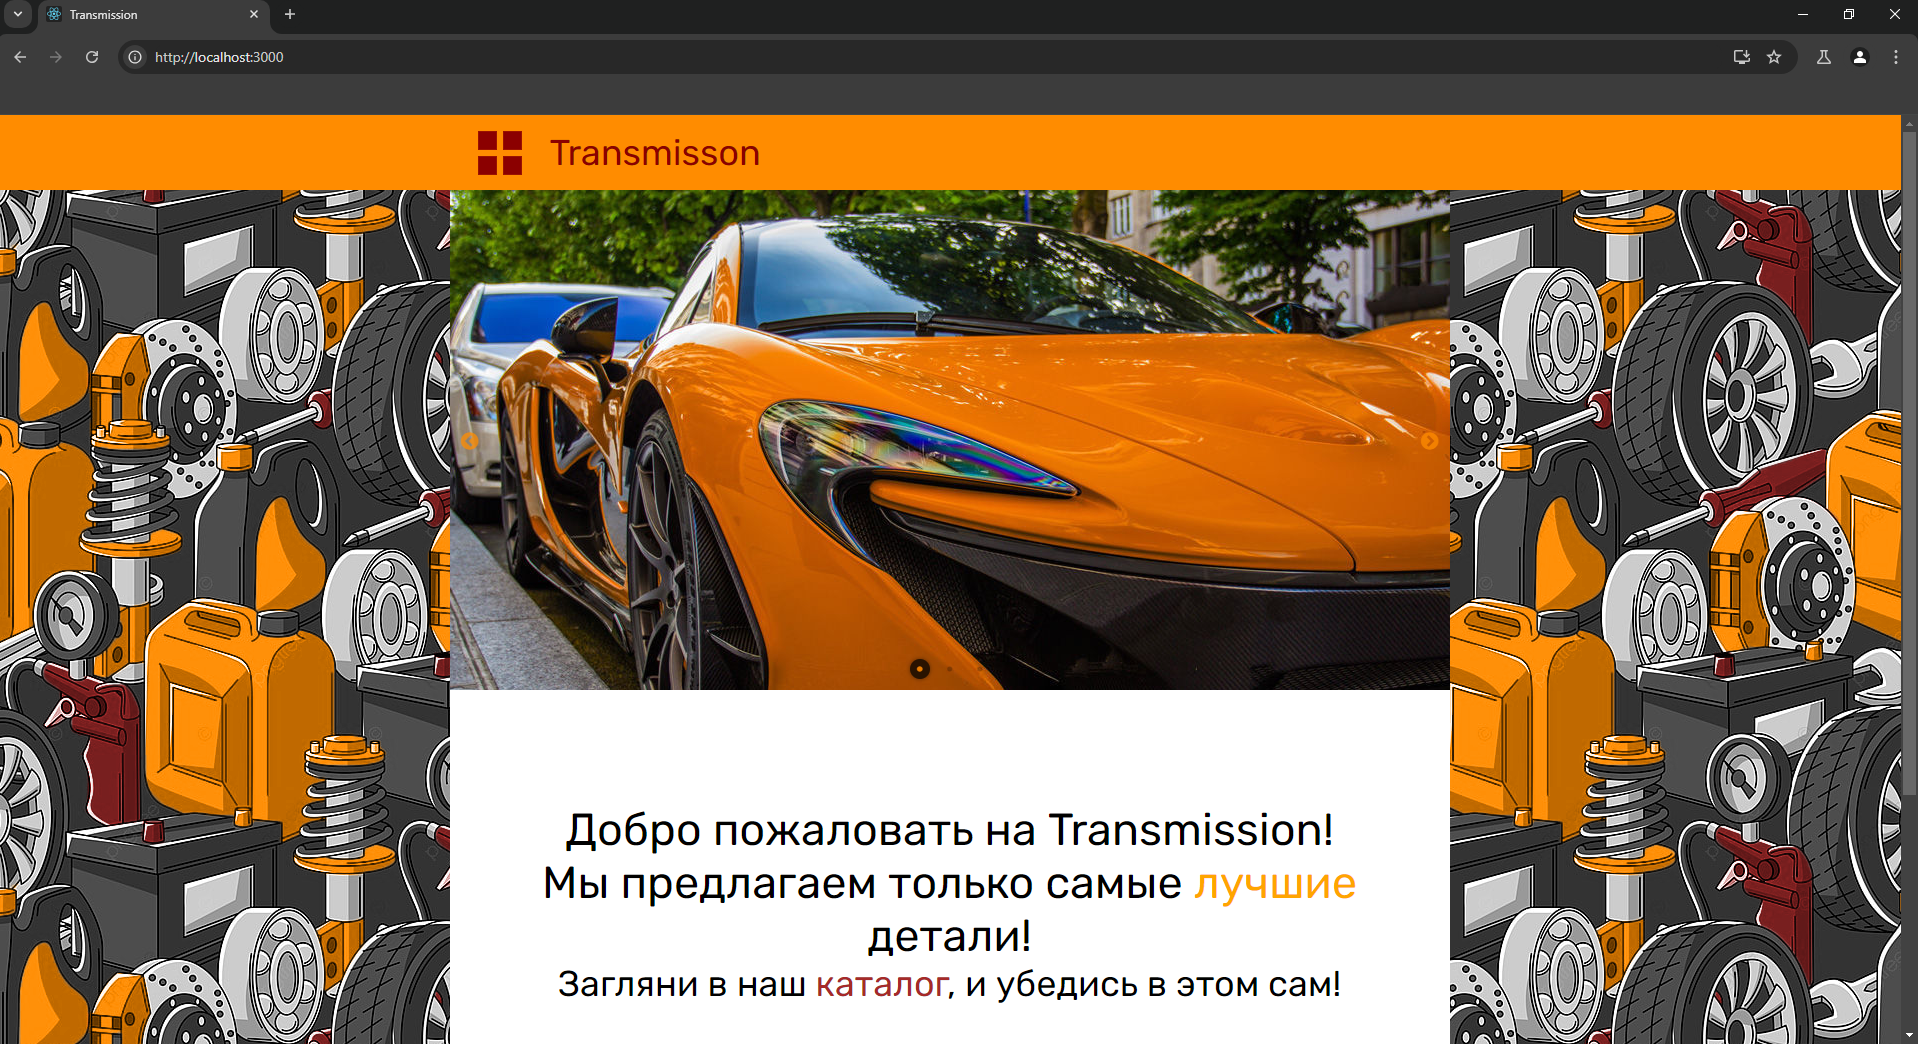 Transmission
http://localhost:3000
Transmisson
Добро пожаловать на Transmission!
Мы предлагаем только самые лучшие
детали!
Загляни в наш каталог, и убедись в этом сам!